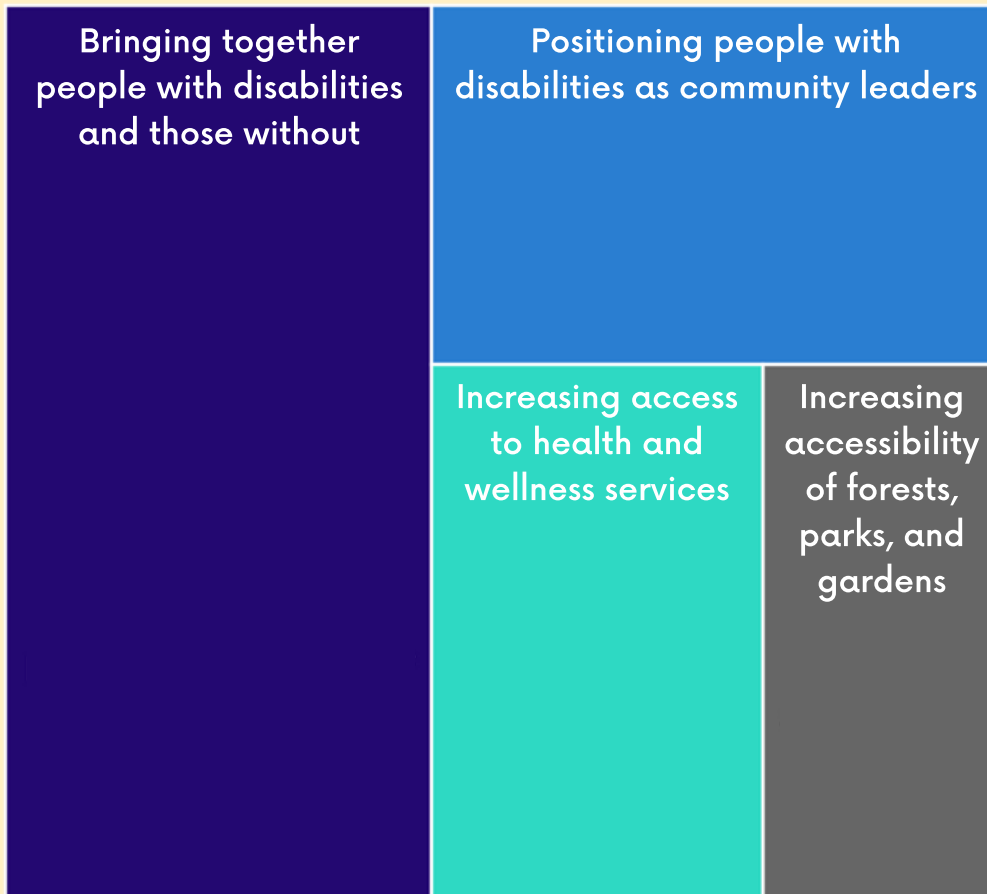 Bringing together
people with disabilities
and those without
Positioning people with
disabilities as community leaders
Increasing access
to health and
wellness services
Increasing
accessibility
of forests,
parks, and
gardens